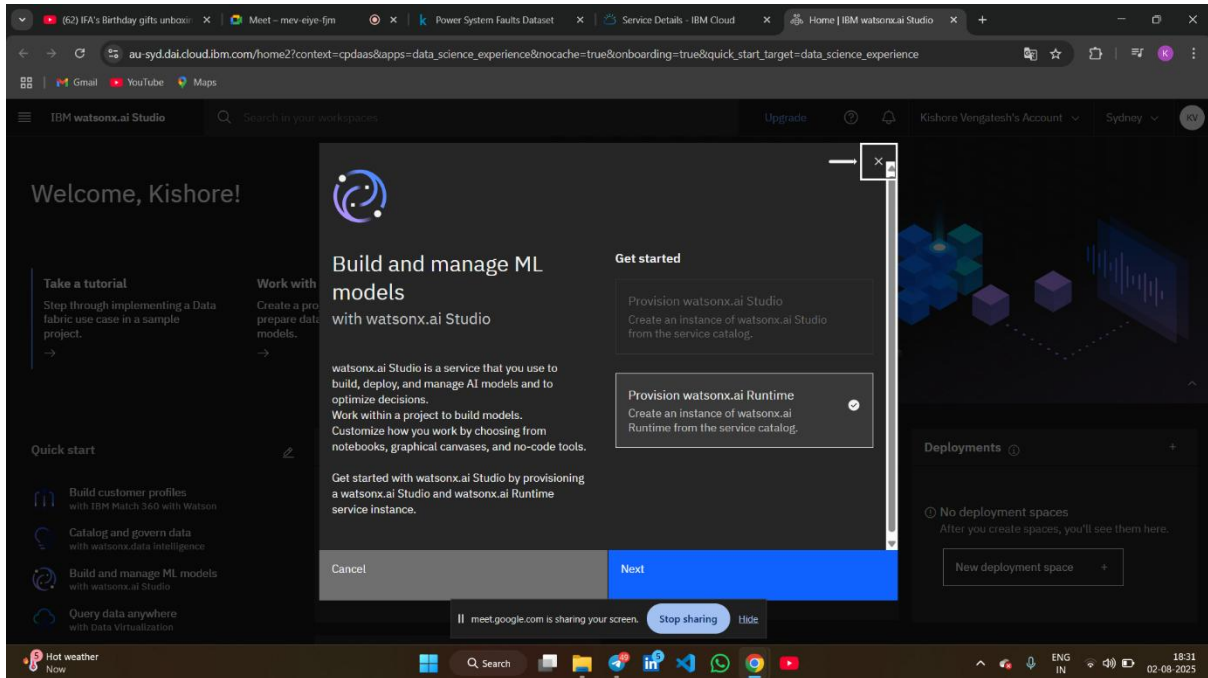 (62) IFA's Birthday gifts unboxin
Meet – mev-eiye-fjm
Power System Faults Dataset
Service Details - IBM Cloud
Home | IBM watsonx.ai Studio
au-syd.dai.cloud.ibm.com/home2?context=cpdaas&apps=data_science_experience&nocache=true&onboarding=true&quick_start_target=data_science_experience
K
Gmail
YouTube
Maps
IBM watsonx.ai Studio
Search in your workspaces
Upgrade
Kishore Vengatesh's Account
Sydney
KV
Welcome, Kishore!
Take a tutorial
Step through implementing a Data
fabric use case in a sample
project.
Work with
Create a pro
prepare data
models.
Build and manage ML
models
with watsonx.ai Studio
watsonx.ai Studio is a service that you use to
build, deploy, and manage AI models and to
optimize decisions.
Work within a project to build models.
Customize how you work by choosing from
notebooks, graphical canvases, and no-code tools.
Get started with watsonx.ai Studio by provisioning
a watsonx.ai Studio and watsonx.ai Runtime
service instance.
Get started
Provision watsonx.ai Studio
Create an instance of watsonx.ai Studio
from the service catalog.
Provision watsonx.ai Runtime
Create an instance of watsonx.ai
Runtime from the service catalog.
Cancel
Next
Quick start
Build customer profiles
with IBM Match 360 with Watson
Catalog and govern data
with watsonx.data intelligence
Build and manage ML models
with watsonx.ai Studio
Query data anywhere
with Data Virtualization
Deployments
No deployment spaces
After you create spaces, you'll see them here.
New deployment space
meet.google.com is sharing your screen.
Stop sharing
Hide
5
Hot weather
Now
Search
49
5
ENG
IN
18:31
02-08-2025